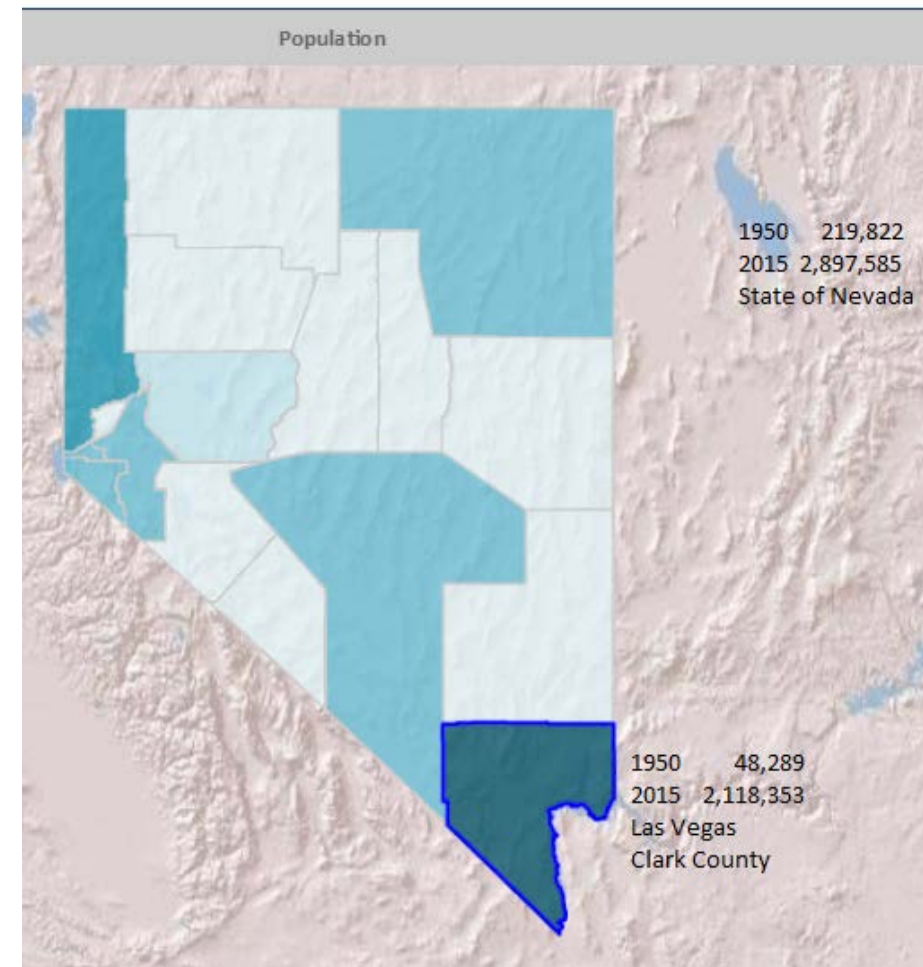 Population
1950 219,822
2015 2,897,585
State of Nevada
1950 48,289
2015 2,118,353
Las Vegas
Clark County